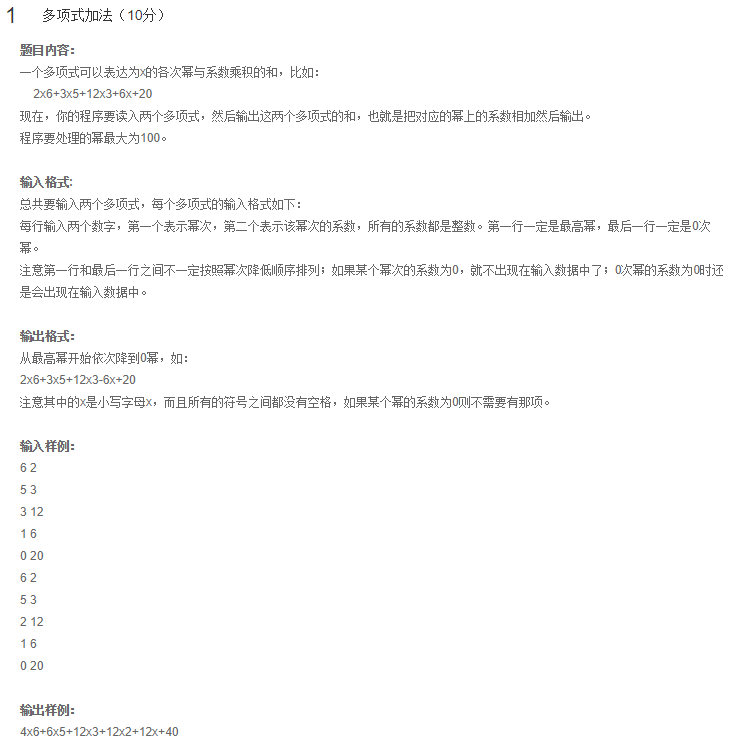 1 多项式加法（10分）
题目内容：
一个多项式可以表达为x的各次幂与系数乘积的和，比如：
2x6+3x5+12x3+6x+20
现在，你的程序要读入两个多项式，然后输出这两个多项式的和，也就是把对应的幂上的系数相加然后输出。
程序要处理的幂最大为100。
输入格式:
总共要输入两个多项式，每个多项式的输入格式如下：
每行输入两个数字，第一个表示幂次，第二个表示该幂次的系数，所有的系数都是整数。第一行一定是最高幂，最后一行一定是0次
幂。
注意第一行和最后一行之间不一定按照幂次降低顺序排列；如果某个幂次的系数为0，就不出现在输入数据中了；0次幂的系数为0时还
是会出现在输入数据中。
输出格式：
从最高幂开始依次降到0幂，如：
2x6+3x5+12x3-6x+20
注意其中的x是小写字母x，而且所有的符号之间都没有空格，如果某个幂的系数为0则不需要有那项。
输入样例：
6 2
5 3
3 12
1 6
0 20
6 2
5 3
2 12
1 6
0 20
输出样例：
4x6+6x5+12x3+12x2+12x+40